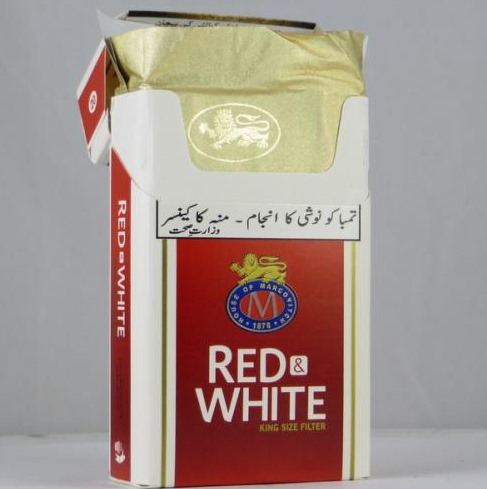 تمباکو نوشی کا انجام - منہ کا کینسر
وزارت صحت
HOUSE OF MARCOVITCH
M
1878
RED & WHITE
KING SIZE FILTER
RED & WHITE